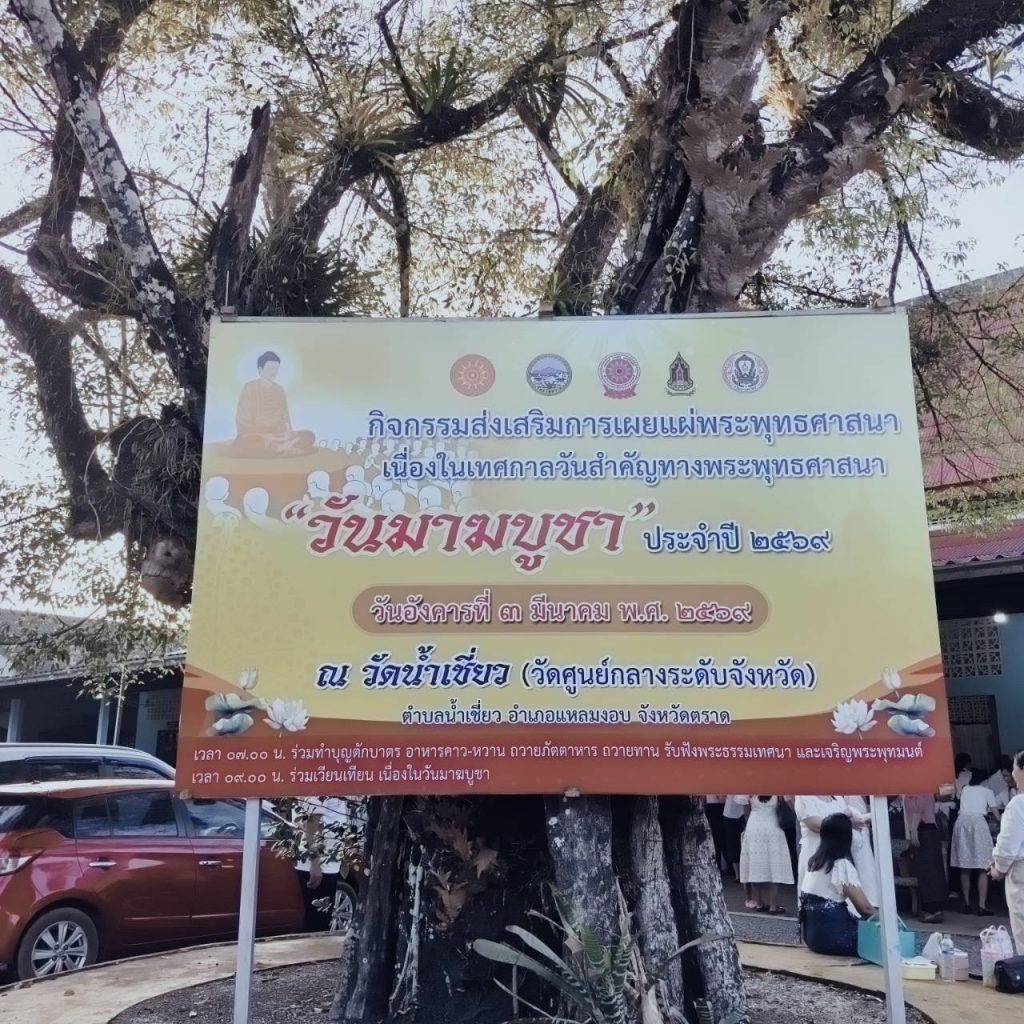 กิจกรรมส่งเสริมการเผยแผ่พระพุทธศาสนา
เนื่องในเทศกาลวันสำคัญทางพระพุทธศาสนา
“วันมาฆบูชา” ประจำปี ๒๕๖๙
วันอังคารที่ ๓ มีนาคม พ.ศ. ๒๕๖๙
ณ วัดน้ำเชี่ยว (วัดศูนย์กลางระดับจังหวัด)
ตำบลน้ำเชี่ยว อำเภอแหลมงอบ จังหวัดตราด
เวลา ๐๗.๐๐ น. ร่วมทำบุญตักบาตร อาหารคาว-หวาน ถวายภัตตาหาร ถวายทาน รับฟังพระธรรมเทศนา และเจริญพระพุทธมนต์
เวลา ๐๙.๐๐ น. ร่วมเวียนเทียน เนื่องในวันมาฆบูชา